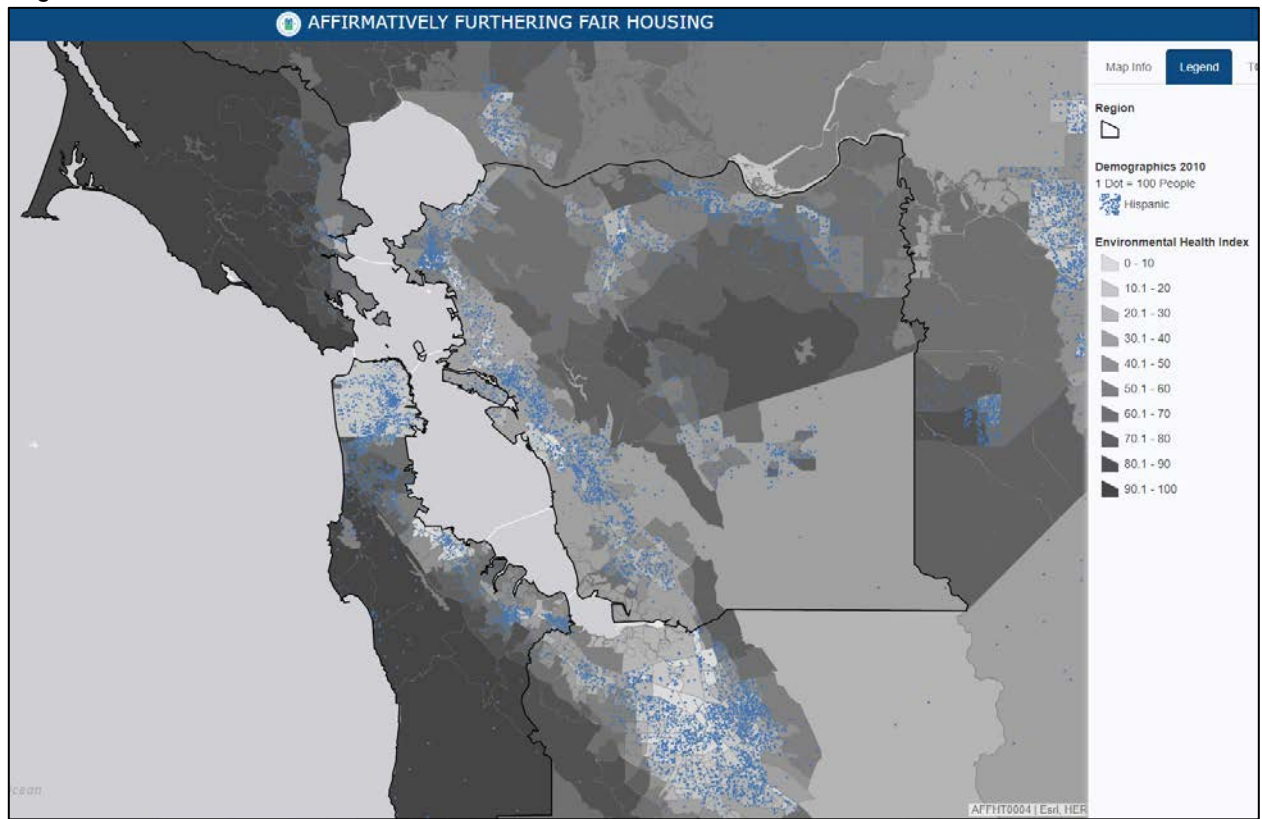 AFFIRMATIVELY FURTHERING FAIR HOUSING
Map Info
Legend
Region
Demographics 2010
1 Dot = 100 People
Hispanic
Environmental Health Index
0 - 10
10.1 - 20
20.1 - 30
30.1 - 40
40.1 - 50
50.1 - 60
60.1 - 70
70.1 - 80
80.1 - 90
90.1 - 100
AFFHT0004 | Esri, HER